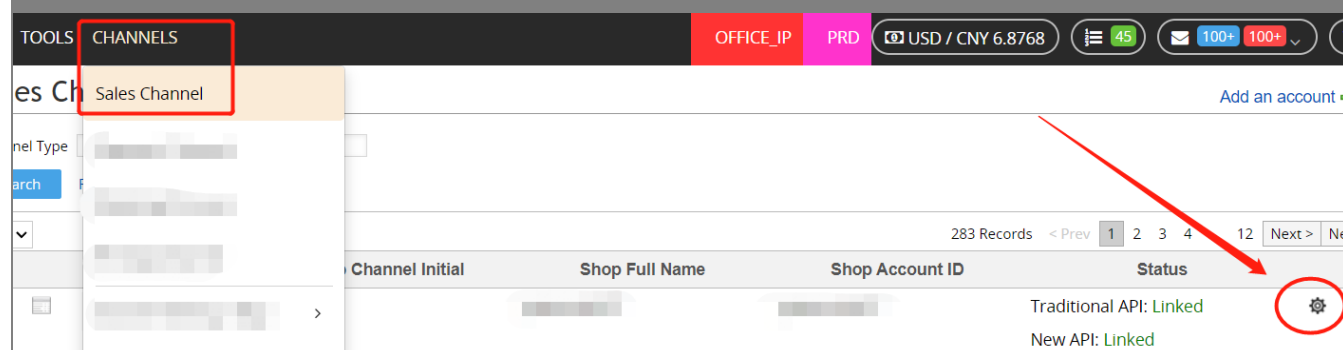 TOOLS CHANNELS OFFICE_IP PRD USD / CNY 6.8768 45 100+ 100+
es Ch Sales Channel Add an account
nel Type
arch
283 Records < Prev 1 2 3 4 12 Next > Ne
Channel Initial Shop Full Name Shop Account ID Status
Traditional API: Linked
New API: Linked